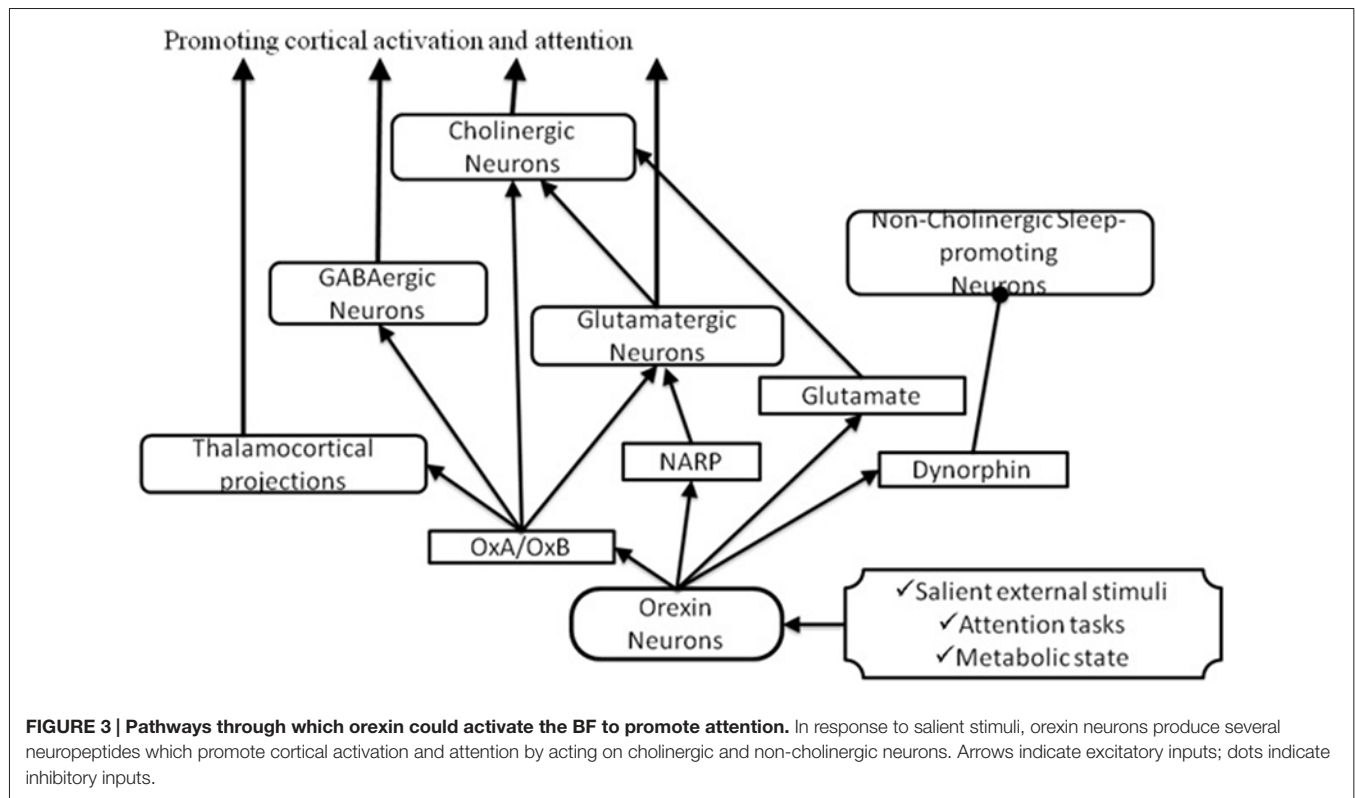 Promoting cortical activation and attention
Cholinergic
Neurons
Non-Cholinergic Sleep-
promoting
Neurons
GABAergic
Neurons
Glutamatergic
Neurons
Glutamate
Thalamocortical
projections
NARP
Dynorphin
OxA/OxB
Orexin
Neurons
✓Salient external stimuli
✓Attention tasks
✓Metabolic state
FIGURE 3 | Pathways through which orexin could activate the BF to promote attention. In response to salient stimuli, orexin neurons produce several
neuropeptides which promote cortical activation and attention by acting on cholinergic and non-cholinergic neurons. Arrows indicate excitatory inputs; dots indicate
inhibitory inputs.